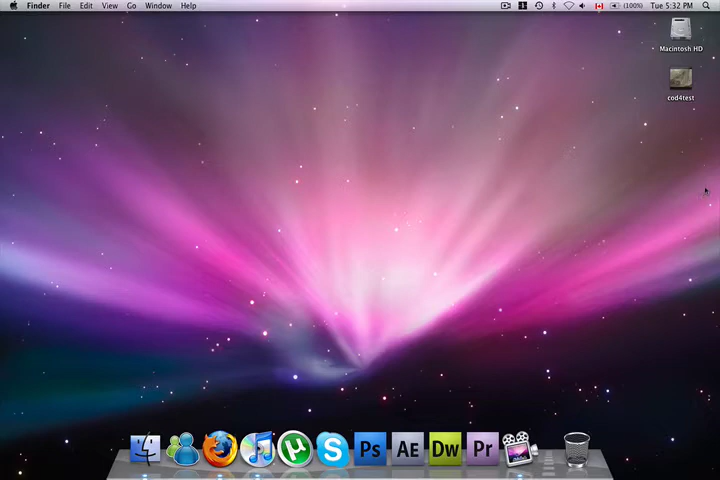 Finder File Edit View Go Window Help (100%) Tue 5:32 PM
Macintosh HD
cod4test
µ S Ps AE Dw Pr